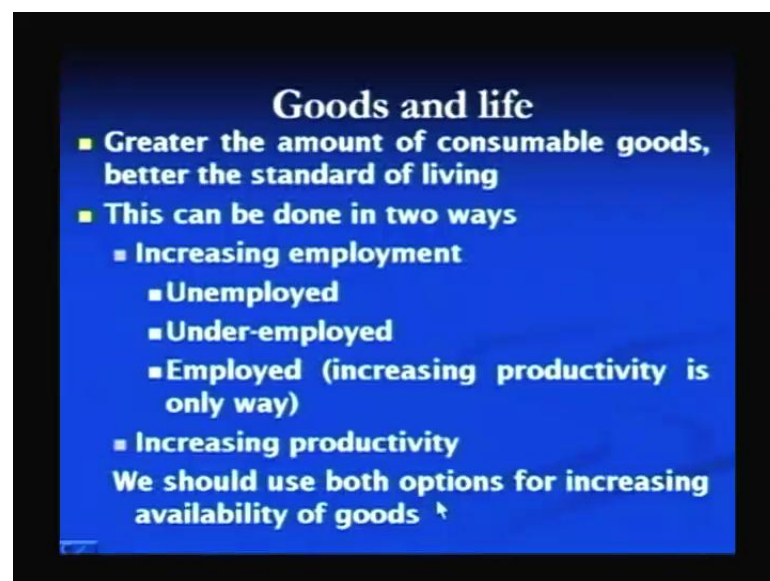 Goods and life
Greater the amount of consumable goods,
better the standard of living
This can be done in two ways
Increasing employment
Unemployed
Under-employed
Employed (increasing productivity is
only way)
Increasing productivity
We should use both options for increasing
availability of goods